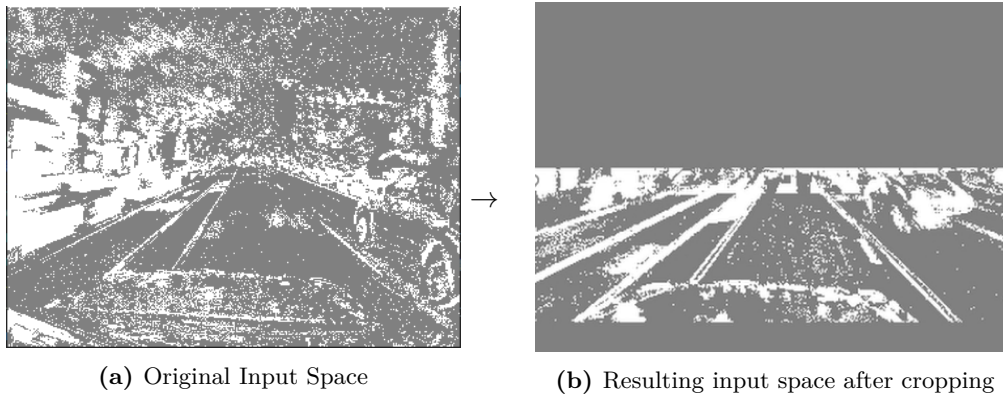 →
(a) Original Input Space
(b) Resulting input space after cropping